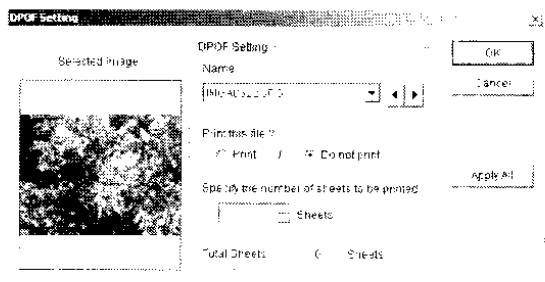 DPOF Setting
Selected Image
DPOF Setting
Name
Print this file ?
Print
Do not print
Specify the number of sheets to be printed
Sheets
Total Sheets 0 Sheets
OK
Cancel
Apply All